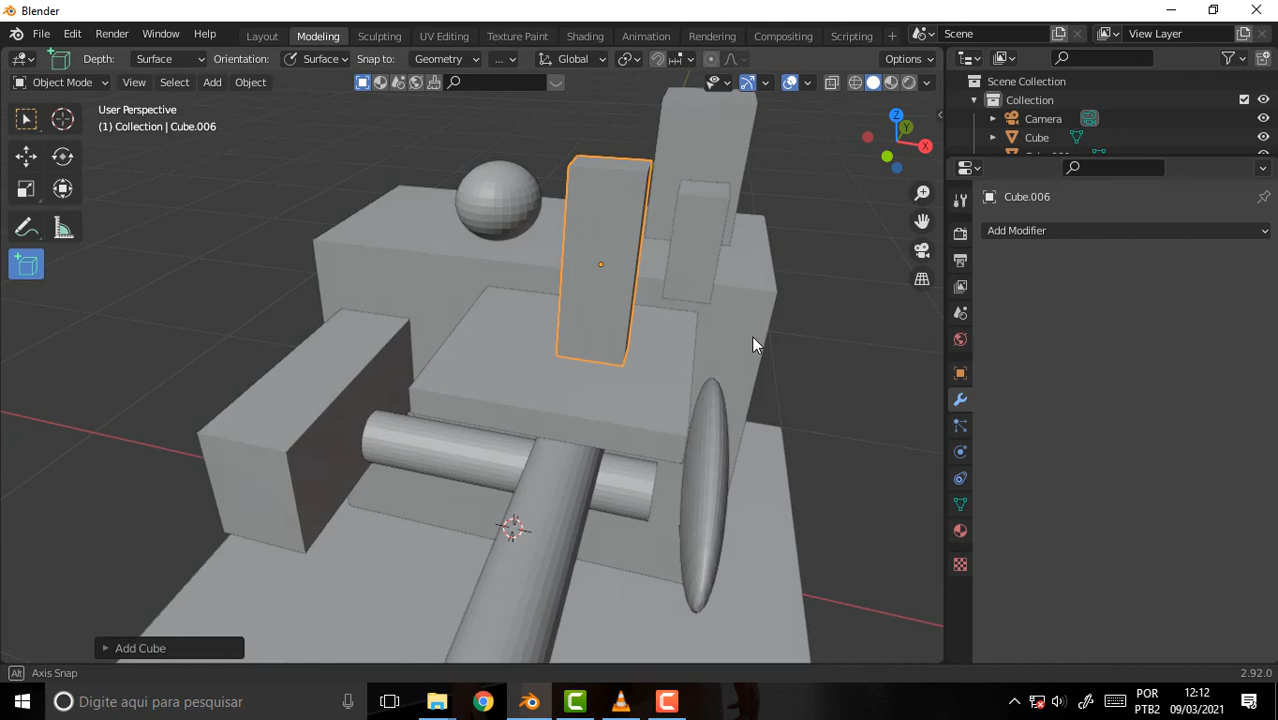 Blender
File Edit Render Window Help Layout Modeling Sculpting UV Editing Texture Paint Shading Animation Rendering Compositing Scripting + Scene View Layer
Depth: Surface Orientation: Surface Snap to: Geometry ... Global Options
Object Mode View Select Add Object
User Perspective
(1) Collection | Cube.006
Z
Y
X
Add Cube
Scene Collection
Collection
Camera
Cube
Cube.006
Add Modifier
Alt Axis Snap 2.92.0
Digite aqui para pesquisar
POR
PTB2
12:12
09/03/2021